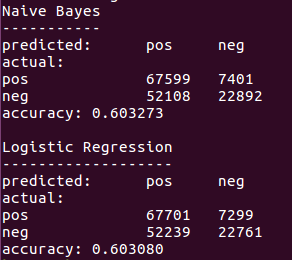 Naive Bayes
-----------
predicted: pos neg
actual:
pos 67599 7401
neg 52108 22892
accuracy: 0.603273
Logistic Regression
-------------------
predicted: pos neg
actual:
pos 67701 7299
neg 52239 22761
accuracy: 0.603080